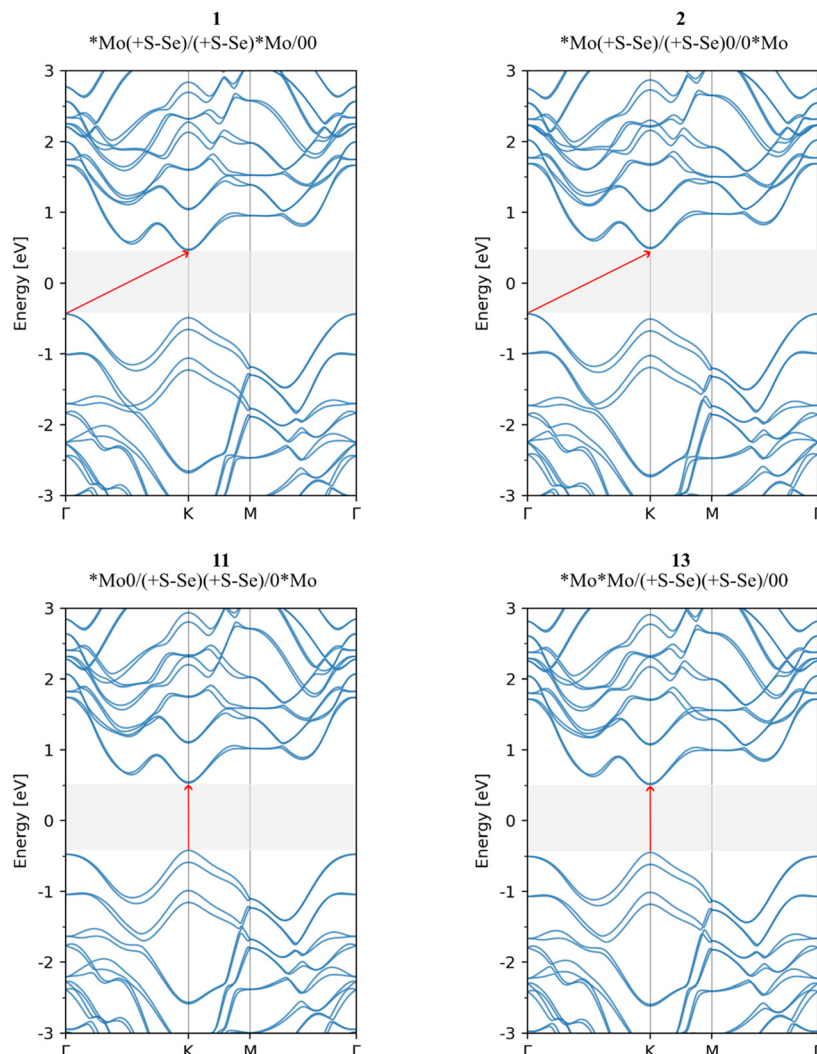 1
*Mo(+S-Se)/(+S-Se)*Mo/00
3
2
1
0
-1
-2
-3
Energy [eV]
Γ K M Γ
2
*Mo(+S-Se)/(+S-Se)0/0*Mo
3
2
1
0
-1
-2
-3
Energy [eV]
Γ K M Γ
11
*Mo0/(+S-Se)(+S-Se)/0*Mo
3
2
1
0
-1
-2
-3
Energy [eV]
Γ K M Γ
13
*Mo*Mo/(+S-Se)(+S-Se)/00
3
2
1
0
-1
-2
-3
Energy [eV]
Γ K M Γ